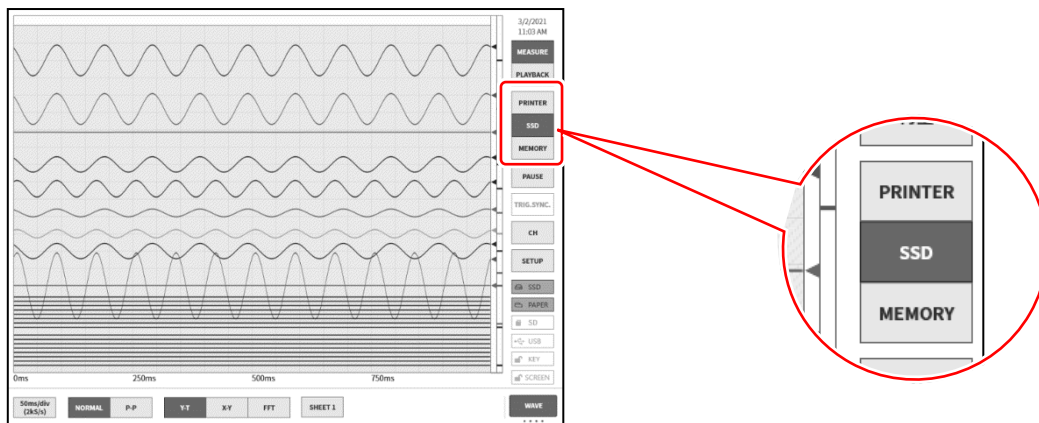 3/2/2021
11:03 AM
MEASURE
PLAYBACK
PRINTER
SSD
MEMORY
PAUSE
TRIG.SYNC.
CH
SETUP
SSD
PAPER
SD
USB
KEY
SCREEN
0ms 250ms 500ms 750ms
50ms/div
(2kS/s)
NORMAL P-P Y-T X-Y FFT SHEET 1 WAVE
PRINTER
SSD
MEMORY